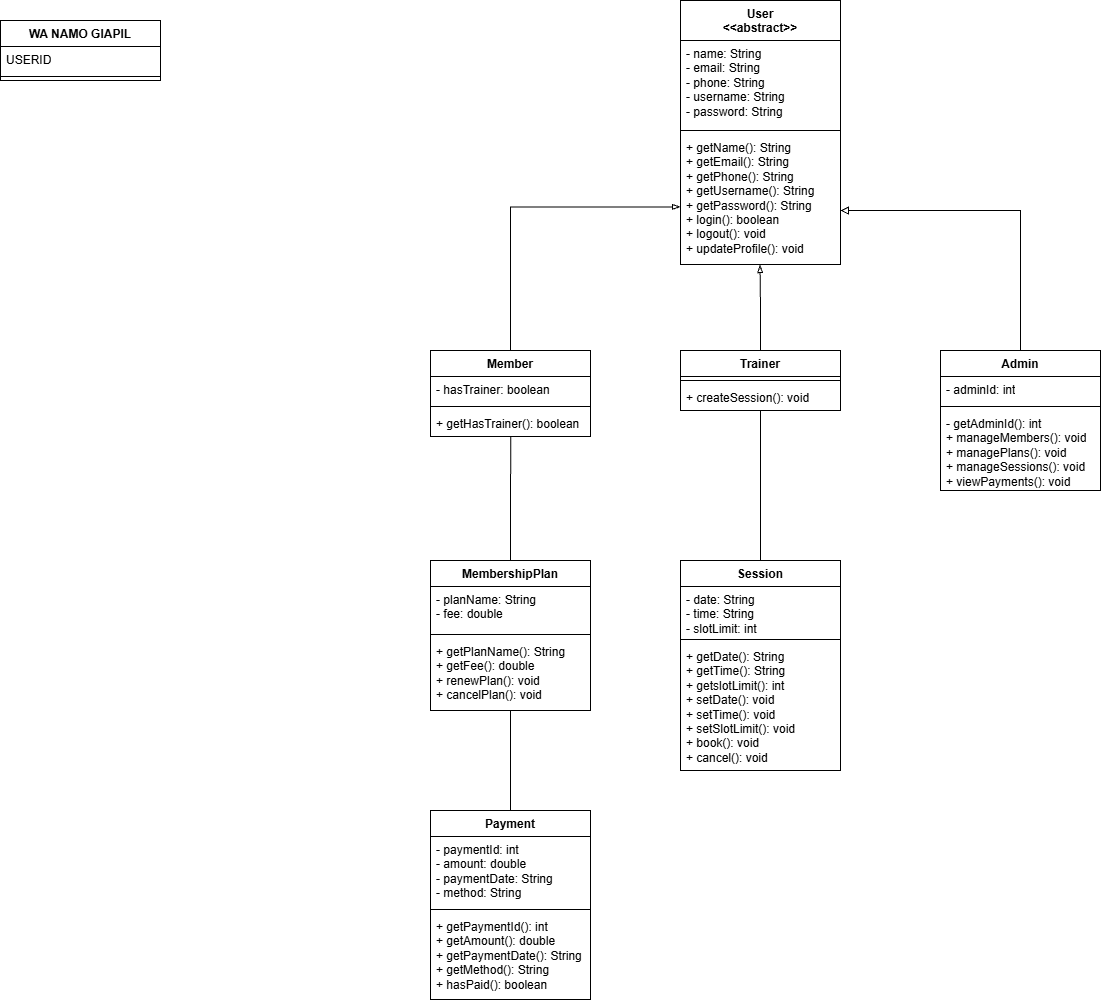 WA NAMO GIAPIL
USERID
User
<<abstract>>
- name: String
- email: String
- phone: String
- username: String
- password: String
+ getName(): String
+ getEmail(): String
+ getPhone(): String
+ getUsername(): String
+ getPassword(): String
+ login(): boolean
+ logout(): void
+ updateProfile(): void
Member
- hasTrainer: boolean
+ getHasTrainer(): boolean
Trainer
+ createSession(): void
Admin
- adminId: int
- getAdminId(): int
+ manageMembers(): void
+ managePlans(): void
+ manageSessions(): void
+ viewPayments(): void
MembershipPlan
- planName: String
- fee: double
+ getPlanName(): String
+ getFee(): double
+ renewPlan(): void
+ cancelPlan(): void
Session
- date: String
- time: String
- slotLimit: int
+ getDate(): String
+ getTime(): String
+ getslotLimit(): int
+ setDate(): void
+ setTime(): void
+ setSlotLimit(): void
+ book(): void
+ cancel(): void
Payment
- paymentId: int
- amount: double
- paymentDate: String
- method: String
+ getPaymentId(): int
+ getAmount(): double
+ getPaymentDate(): String
+ getMethod(): String
+ hasPaid(): boolean